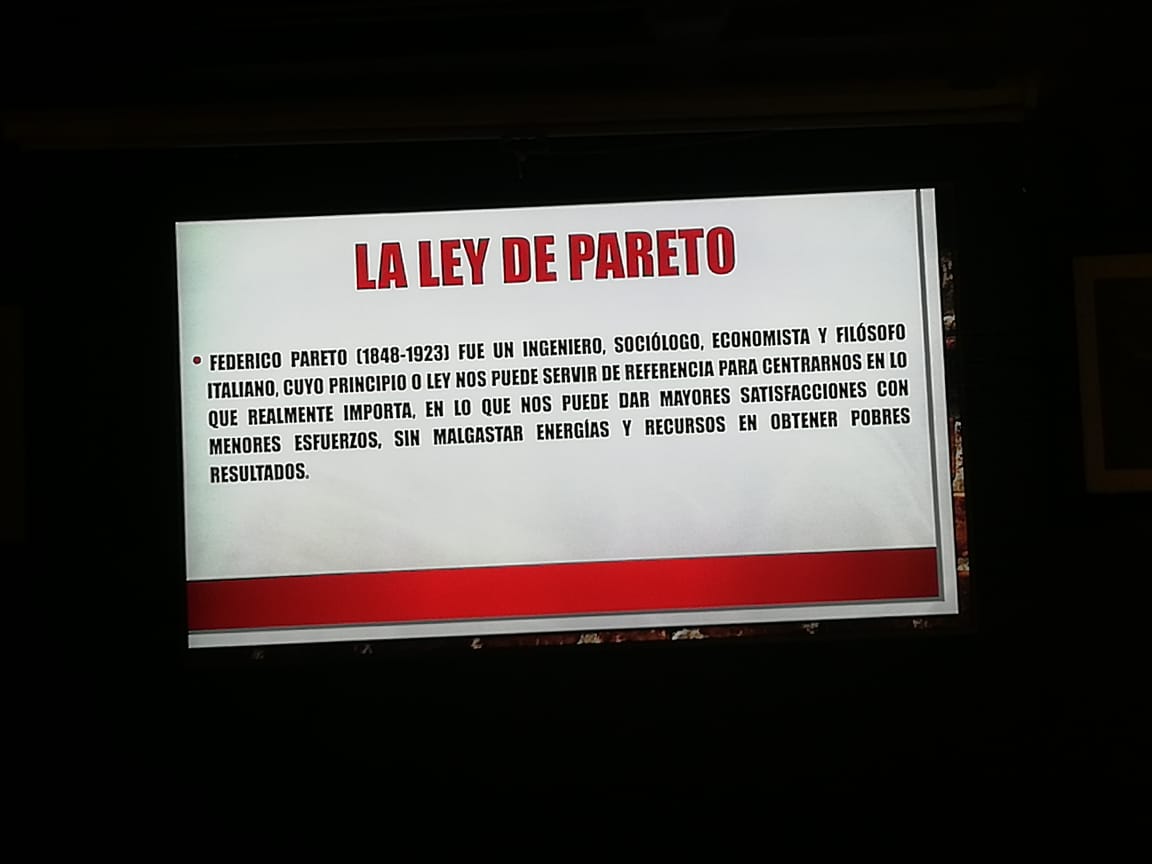 LA LEY DE PARETO
• FEDERICO PARETO (1848-1923) FUE UN INGENIERO, SOCIÓLOGO, ECONOMISTA Y FILÓSOFO
ITALIANO, CUYO PRINCIPIO O LEY NOS PUEDE SERVIR DE REFERENCIA PARA CENTRARNOS EN LO
QUE REALMENTE IMPORTA, EN LO QUE NOS PUEDE DAR MAYORES SATISFACCIONES CON
MENORES ESFUERZOS, SIN MALGASTAR ENERGÍAS Y RECURSOS EN OBTENER POBRES
RESULTADOS.